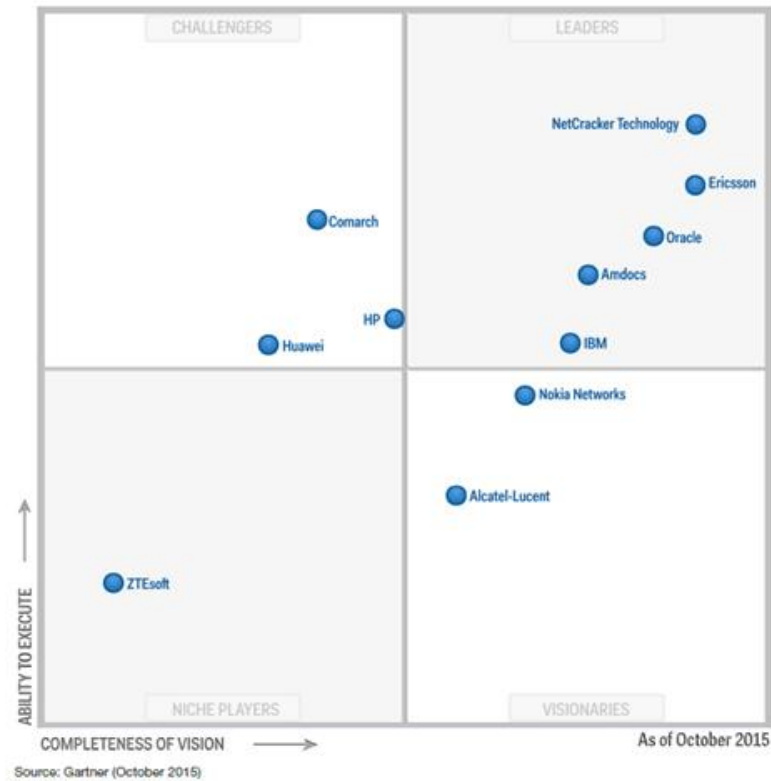 CHALLENGERS
LEADERS
NetCracker Technology
Ericsson
Comarch
Oracle
Amdocs
HP
Huawei
IBM
Nokia Networks
Alcatel-Lucent
ZTEsoft
ABILITY TO EXECUTE
NICHE PLAYERS
VISIONARIES
COMPLETENESS OF VISION
As of October 2015
Source: Gartner (October 2015)